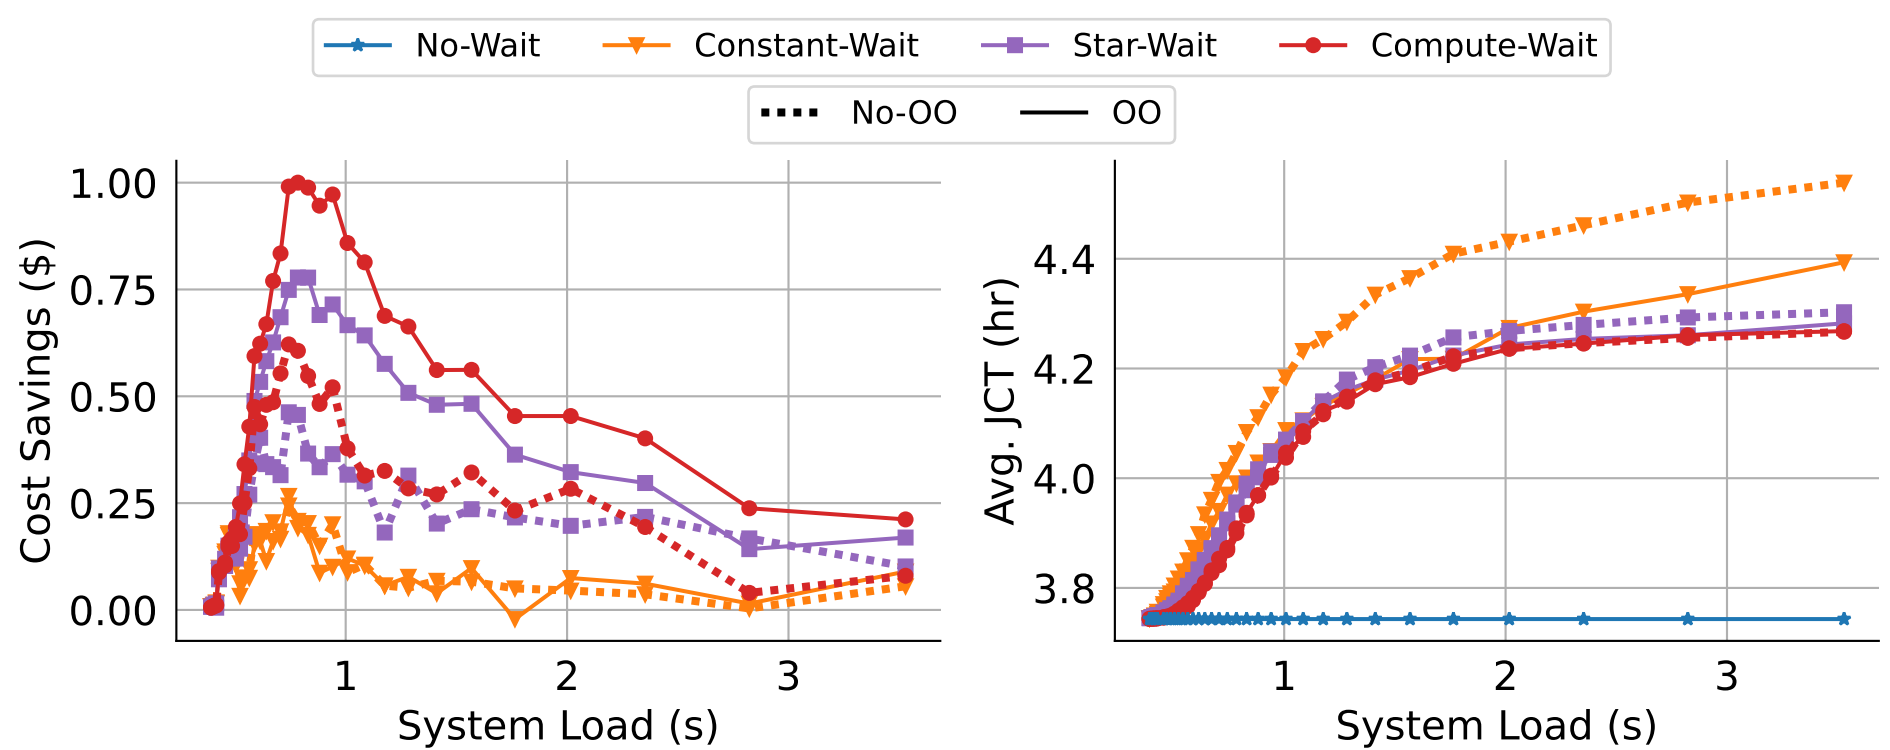 No-Wait Constant-Wait Star-Wait Compute-Wait
No-OO OO
Cost Savings ($)
1.00
0.75
0.50
0.25
0.00
1 2 3
System Load (s)
Avg. JCT (hr)
4.4
4.2
4.0
3.8
1 2 3
System Load (s)